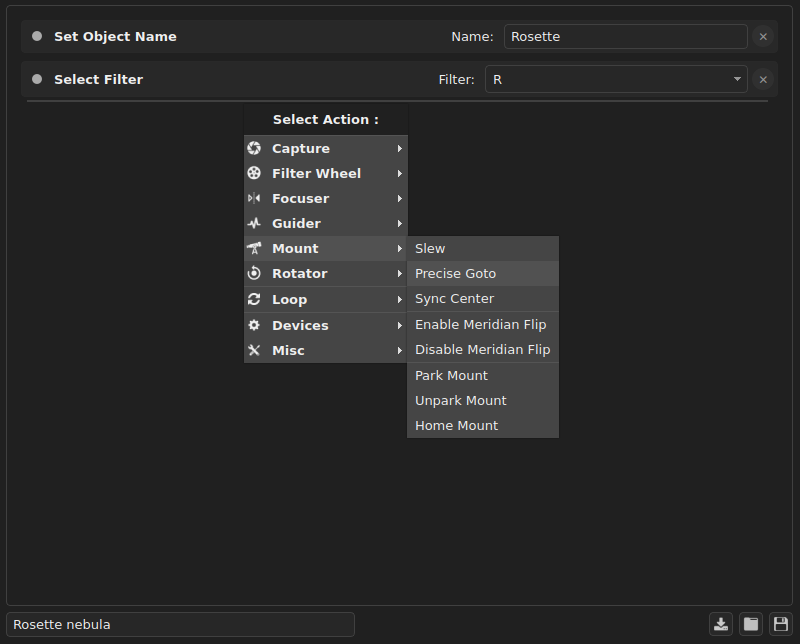 Set Object Name Name: Rosette
Select Filter Filter: R
Select Action :
Capture
Filter Wheel
Focuser
Guider
Mount
Rotator
Loop
Devices
Misc
Slew
Precise Goto
Sync Center
Enable Meridian Flip
Disable Meridian Flip
Park Mount
Unpark Mount
Home Mount
Rosette nebula